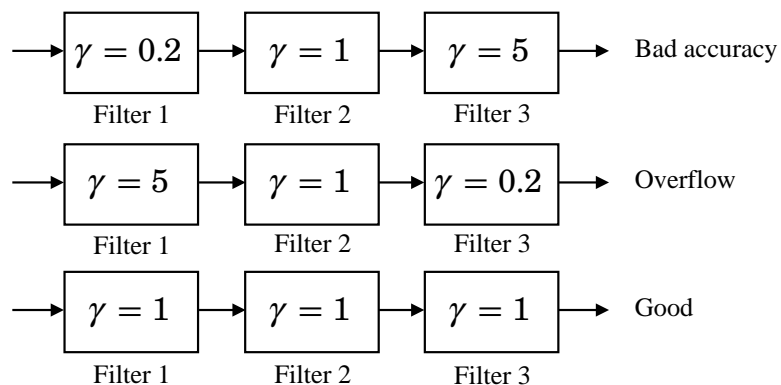 γ = 0.2 γ = 1 γ = 5 Bad accuracy
Filter 1 Filter 2 Filter 3
γ = 5 γ = 1 γ = 0.2 Overflow
Filter 1 Filter 2 Filter 3
γ = 1 γ = 1 γ = 1 Good
Filter 1 Filter 2 Filter 3